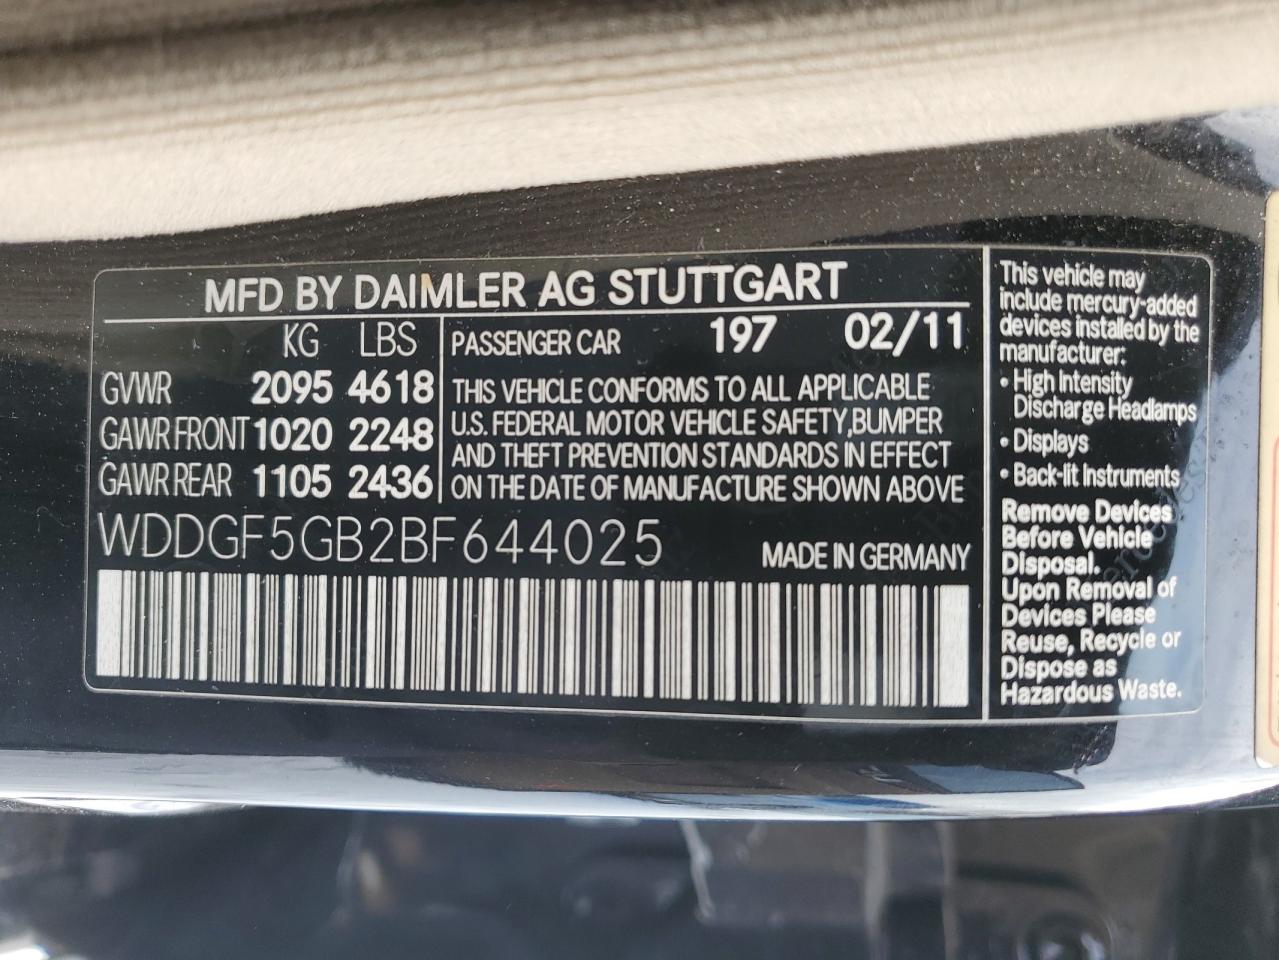 MFD BY DAIMLER AG STUTTGART
KG LBS
GVWR 2095 4618
GAWR FRONT 1020 2248
GAWR REAR 1105 2436
PASSENGER CAR 197 02/11
THIS VEHICLE CONFORMS TO ALL APPLICABLE
U.S. FEDERAL MOTOR VEHICLE SAFETY, BUMPER
AND THEFT PREVENTION STANDARDS IN EFFECT
ON THE DATE OF MANUFACTURE SHOWN ABOVE
WDDGF5GB2BF644025
MADE IN GERMANY
This vehicle may
include mercury-added
devices installed by the
manufacturer:
• High Intensity
Discharge Headlamps
• Displays
• Back-lit Instruments
Remove Devices
Before Vehicle
Disposal.
Upon Removal of
Devices Please
Reuse, Recycle or
Dispose as
Hazardous Waste.